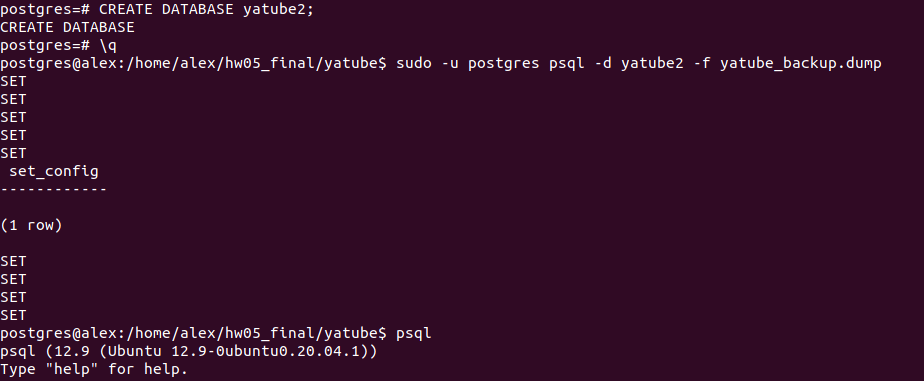 postgres=# CREATE DATABASE yatube2;
CREATE DATABASE
postgres=# \q
postgres@alex:/home/alex/hw05_final/yatube$ sudo -u postgres psql -d yatube2 -f yatube_backup.dump
SET
SET
SET
SET
SET
 set_config
------------

(1 row)

SET
SET
SET
SET
postgres@alex:/home/alex/hw05_final/yatube$ psql
psql (12.9 (Ubuntu 12.9-0ubuntu0.20.04.1))
Type "help" for help.